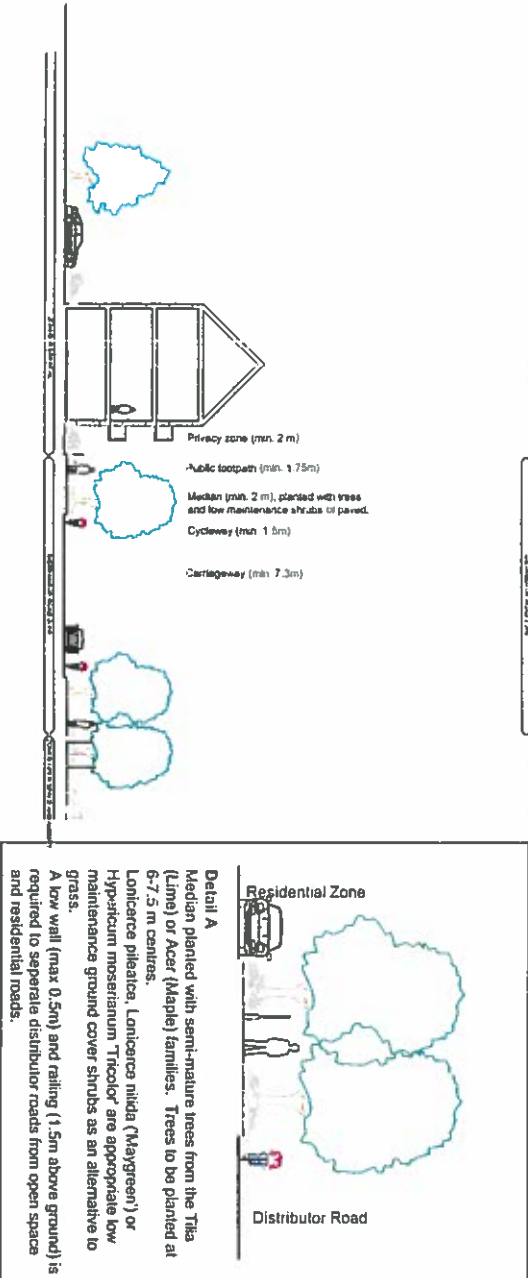 Privacy zone (min. 2 m)
Public footpath (min. 1.75m)
Median (min. 2 m), planted with trees
and low maintenance shrubs or paved.
Cycleway (min 1.5m)
Carriageway (min 7.3m)
Residential Zone
Distributor Road
Detail A
Median planted with semi-mature trees from the Tilia
(Lime) or Acer (Maple) families. Trees to be planted at
6-7.5 m centres.
Lonicerce pileatce, Lonicerce nitida ('Maygreen') or
Hypericum moserianum 'Tricolor' are appropriate low
maintenance ground cover shrubs as an alternative to
grass.
A low wall (max 0.5m) and railing (1.5m above ground) is
required to seperate distributor roads from open space
and residential roads.